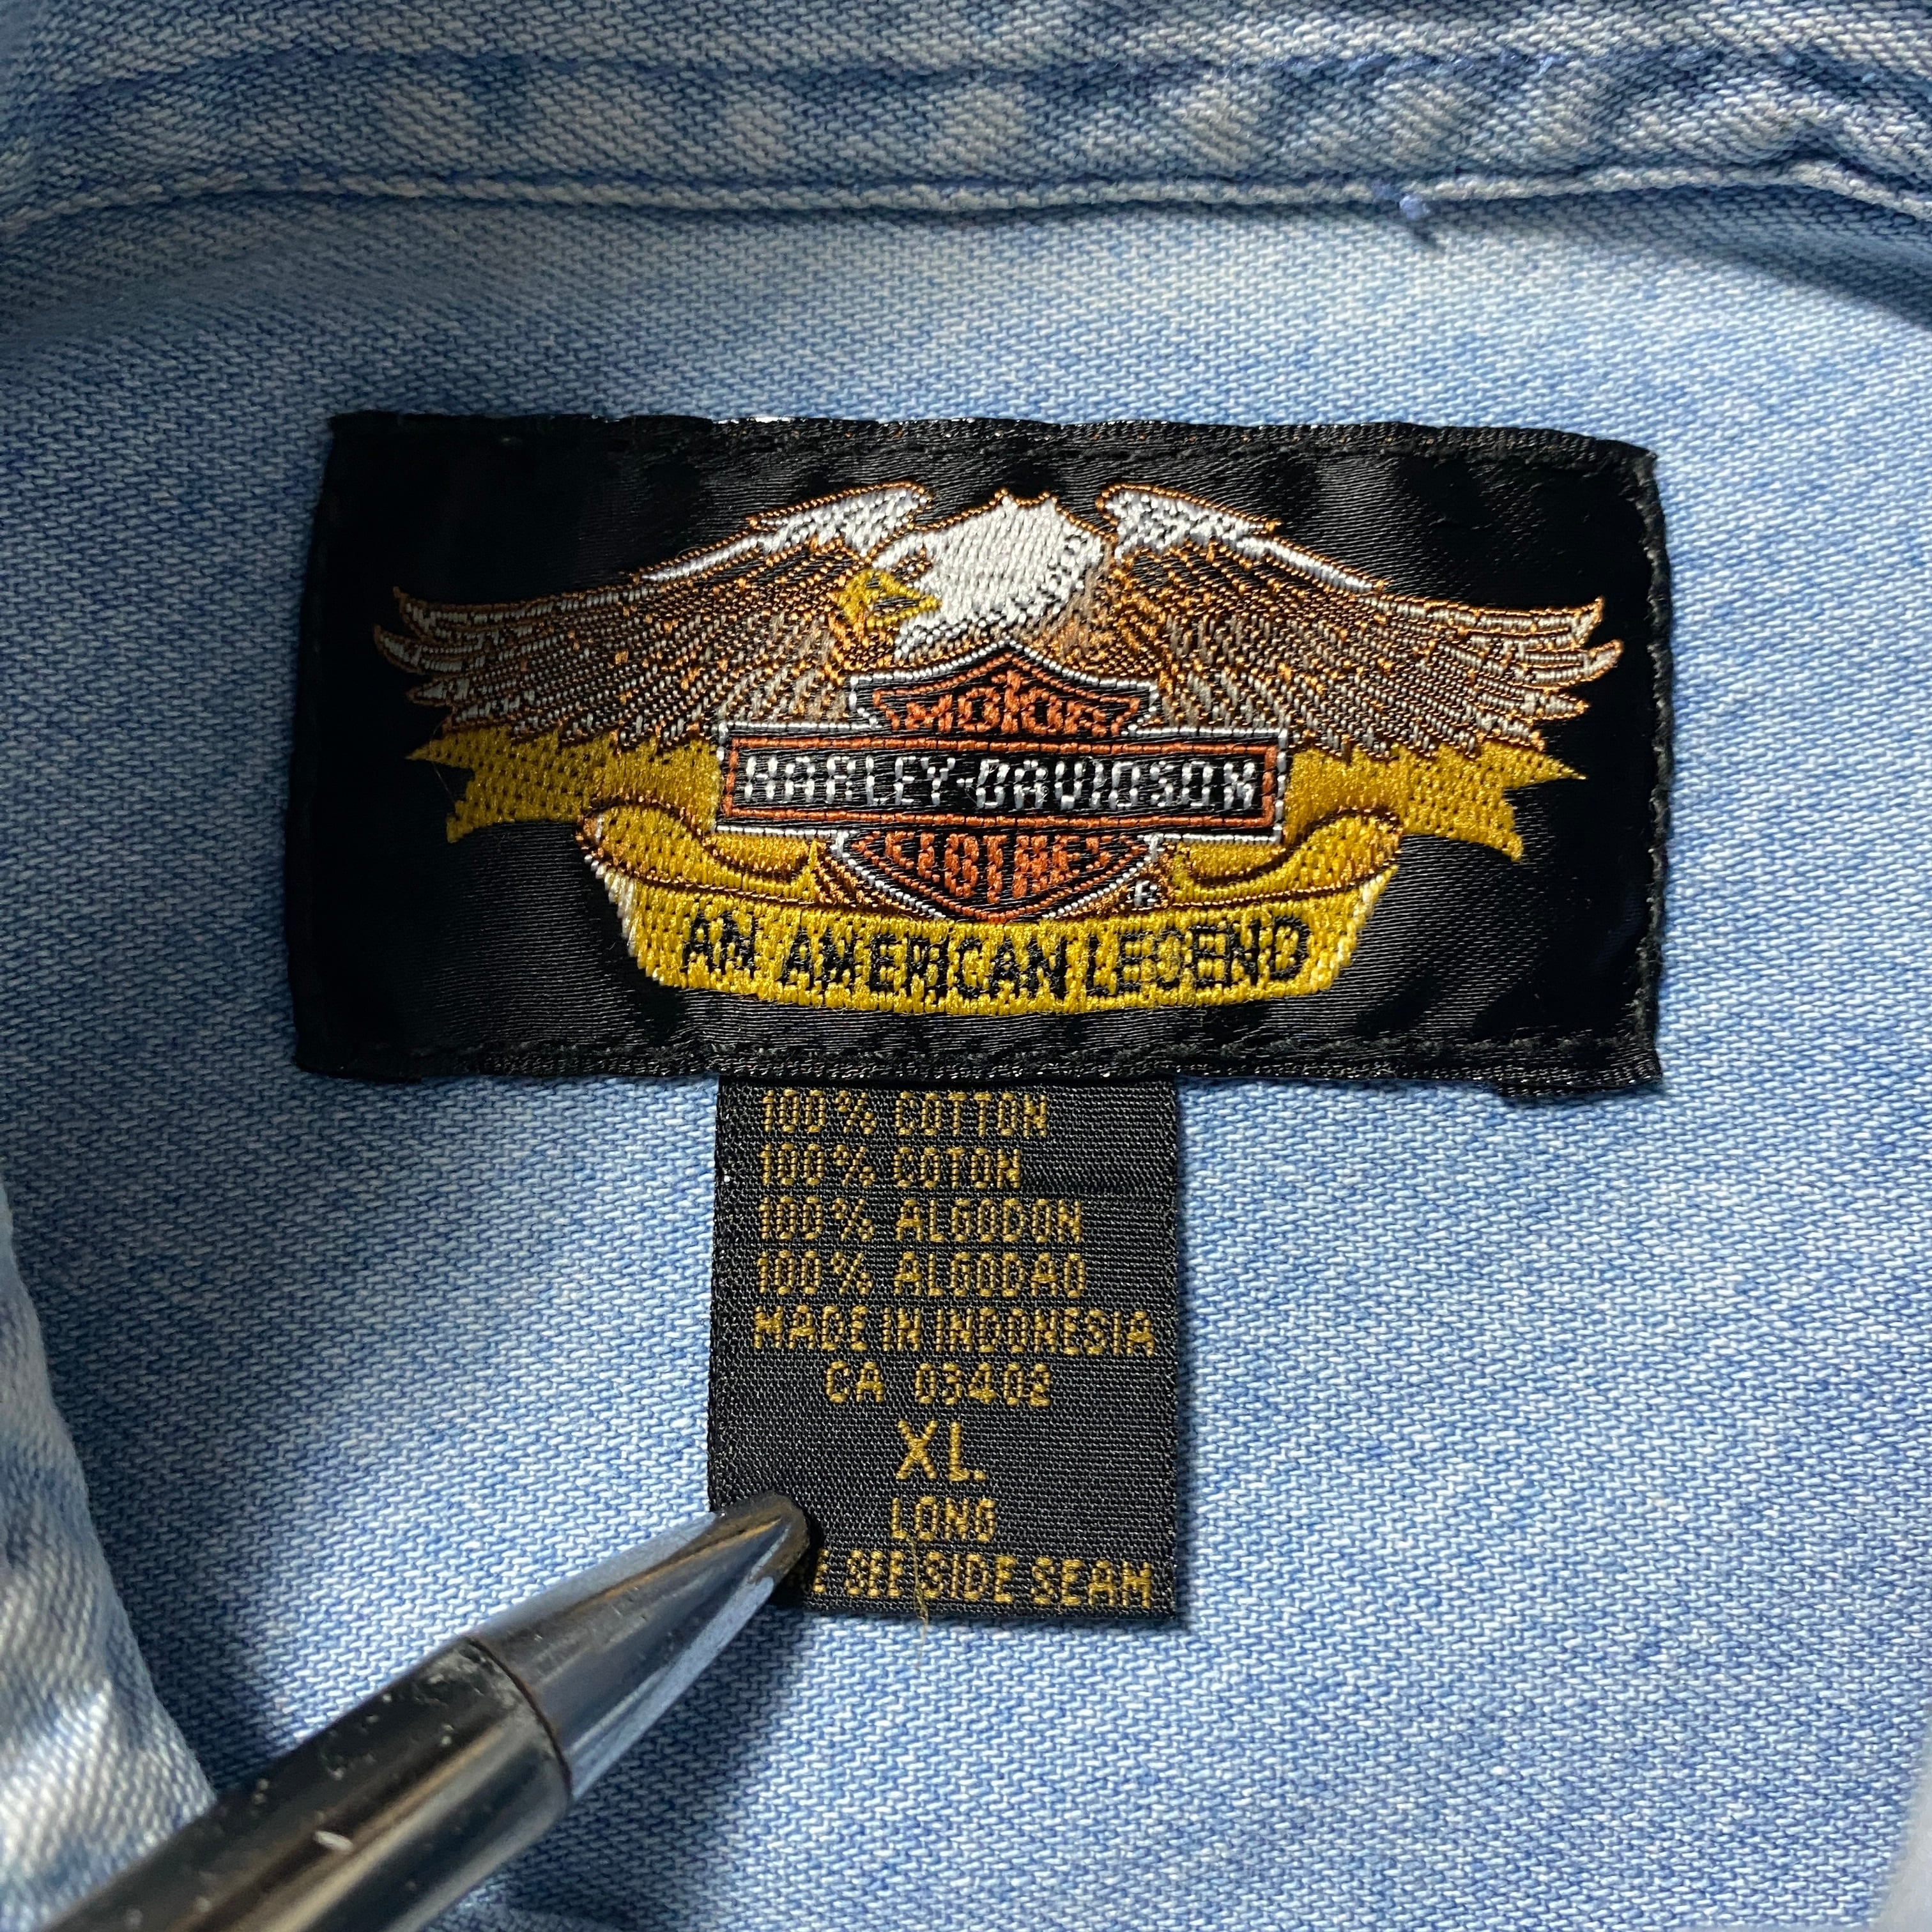 MOTOR
HARLEY-DAVIDSON
CLOTHES
®
AN AMERICAN LEGEND
100% COTTON
100% COTON
100% ALGODON
100% ALGODAO
MADE IN INDONESIA
CA 03402
XL
LONG
SEE SIDE SEAM